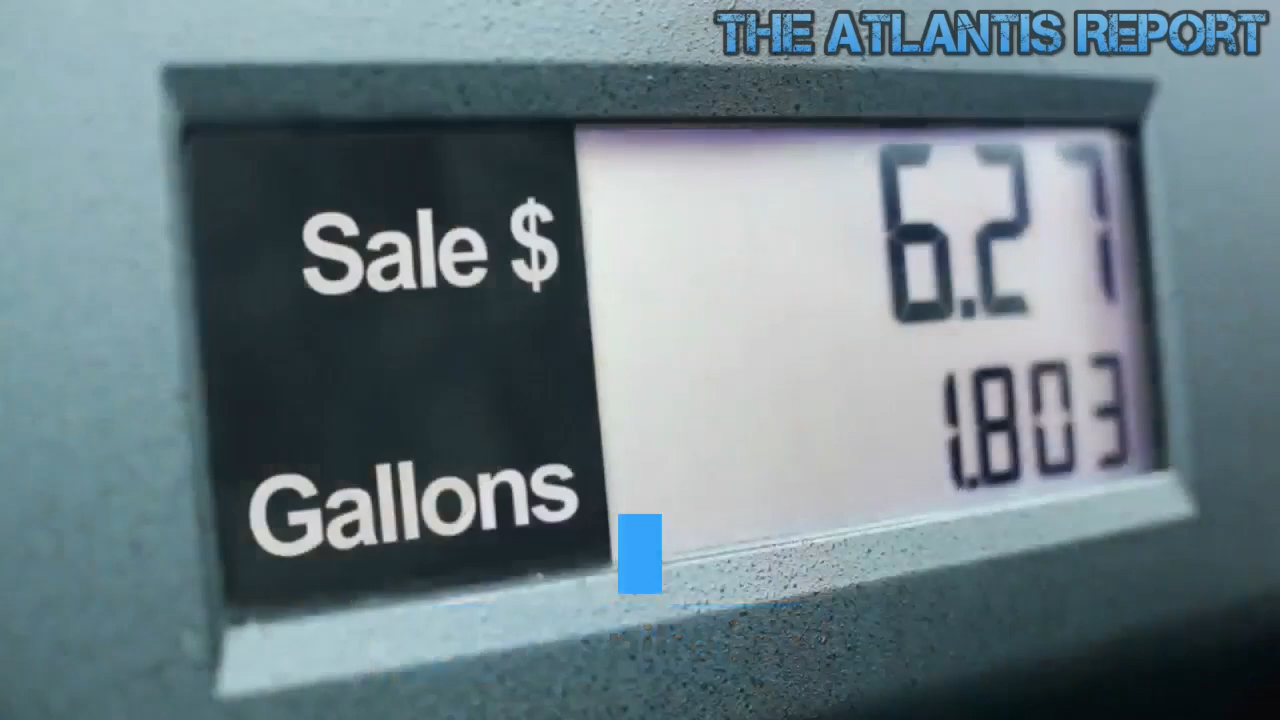 THE ATLANTIS REPORT
Sale $ 6.27
Gallons 1.803